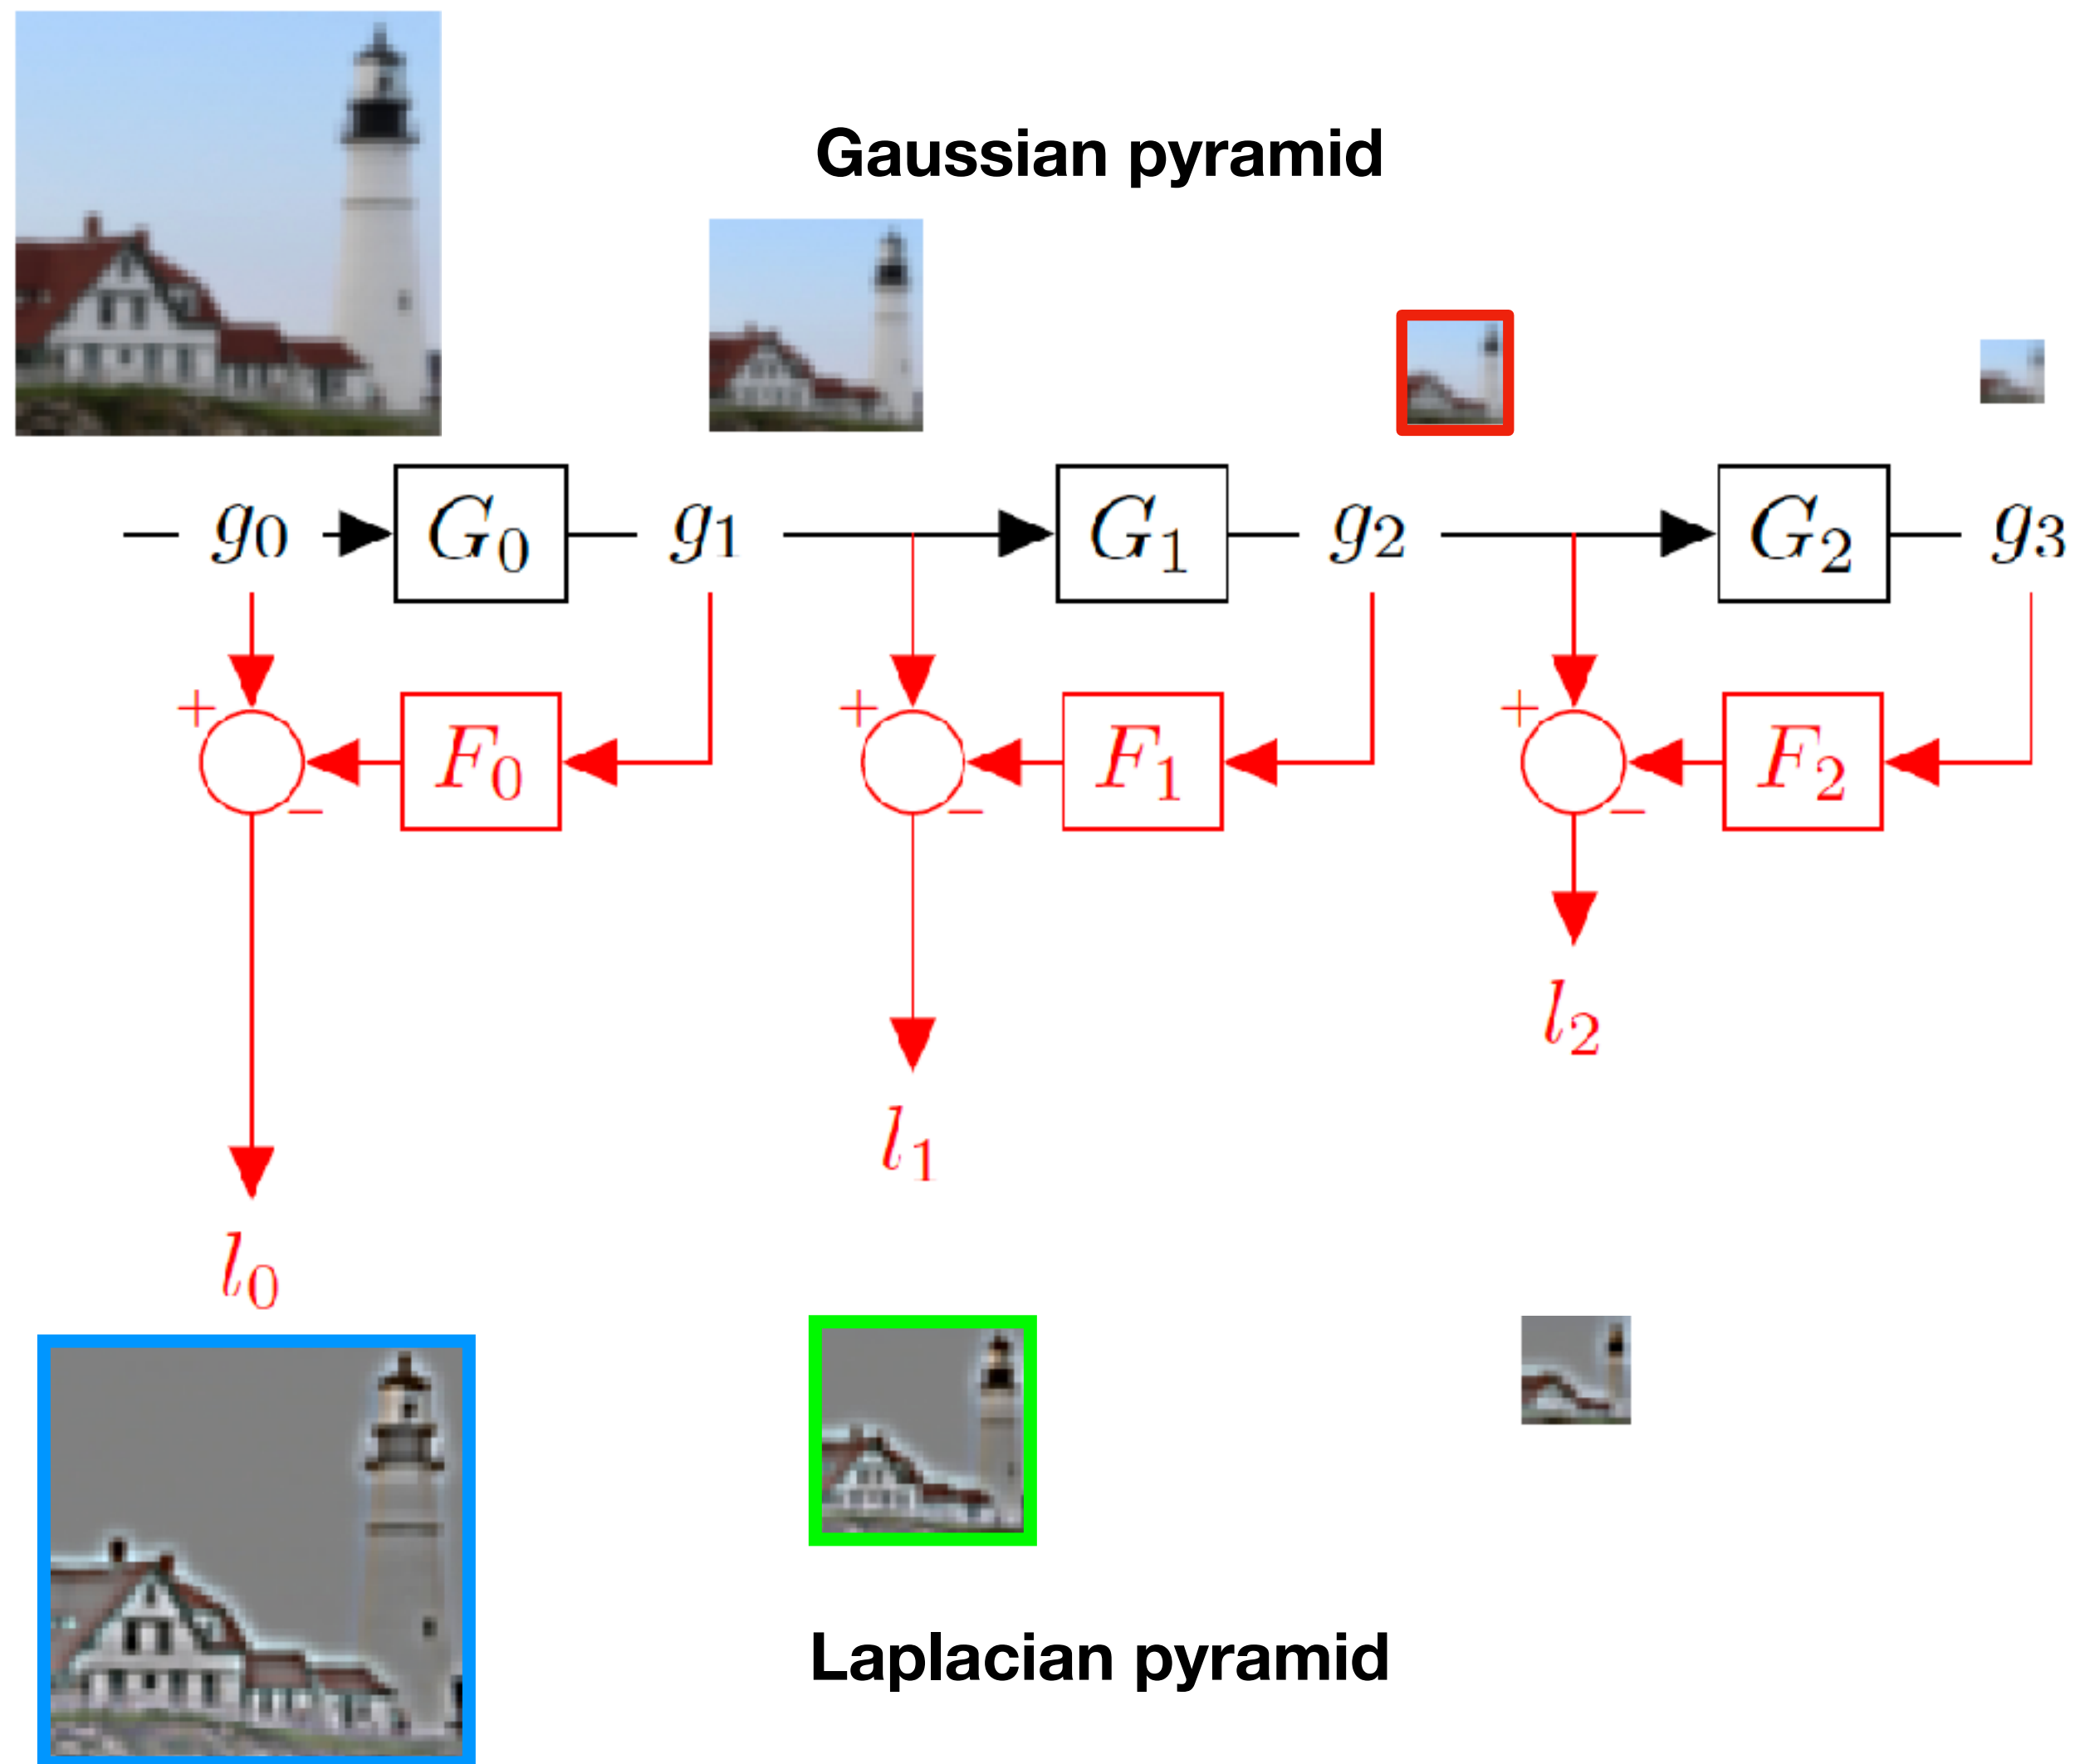 Gaussian pyramid
g0 G0 g1 G1 g2 G2 g3
+ F0 − + F1 − + F2 −
l2
l1
l0
Laplacian pyramid